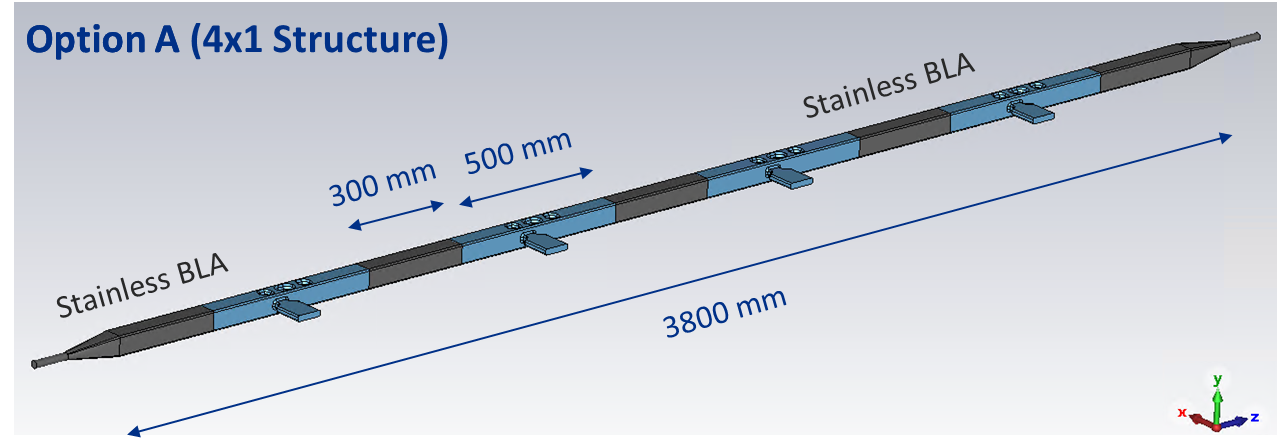 Option A (4x1 Structure)
Stainless BLA
500 mm
300 mm
Stainless BLA
3800 mm
y
x
z